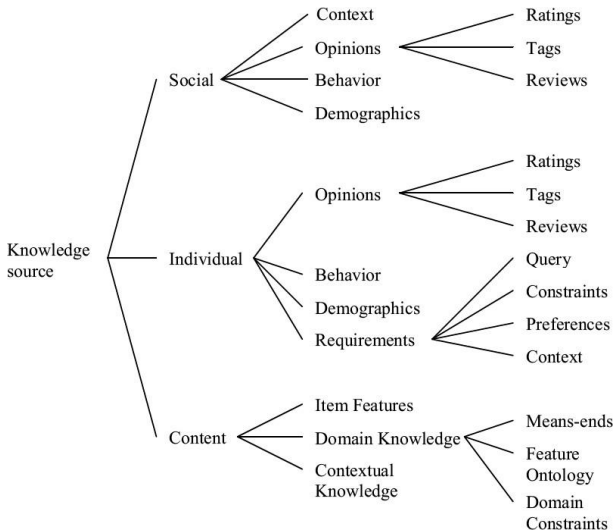 Context
Ratings
Opinions
Tags
Social
Behavior
Reviews
Demographics
Ratings
Opinions
Tags
Reviews
Knowledge
source
Individual
Query
Behavior
Constraints
Demographics
Preferences
Requirements
Context
Item Features
Means-ends
Content
Domain Knowledge
Feature
Ontology
Contextual
Knowledge
Domain
Constraints